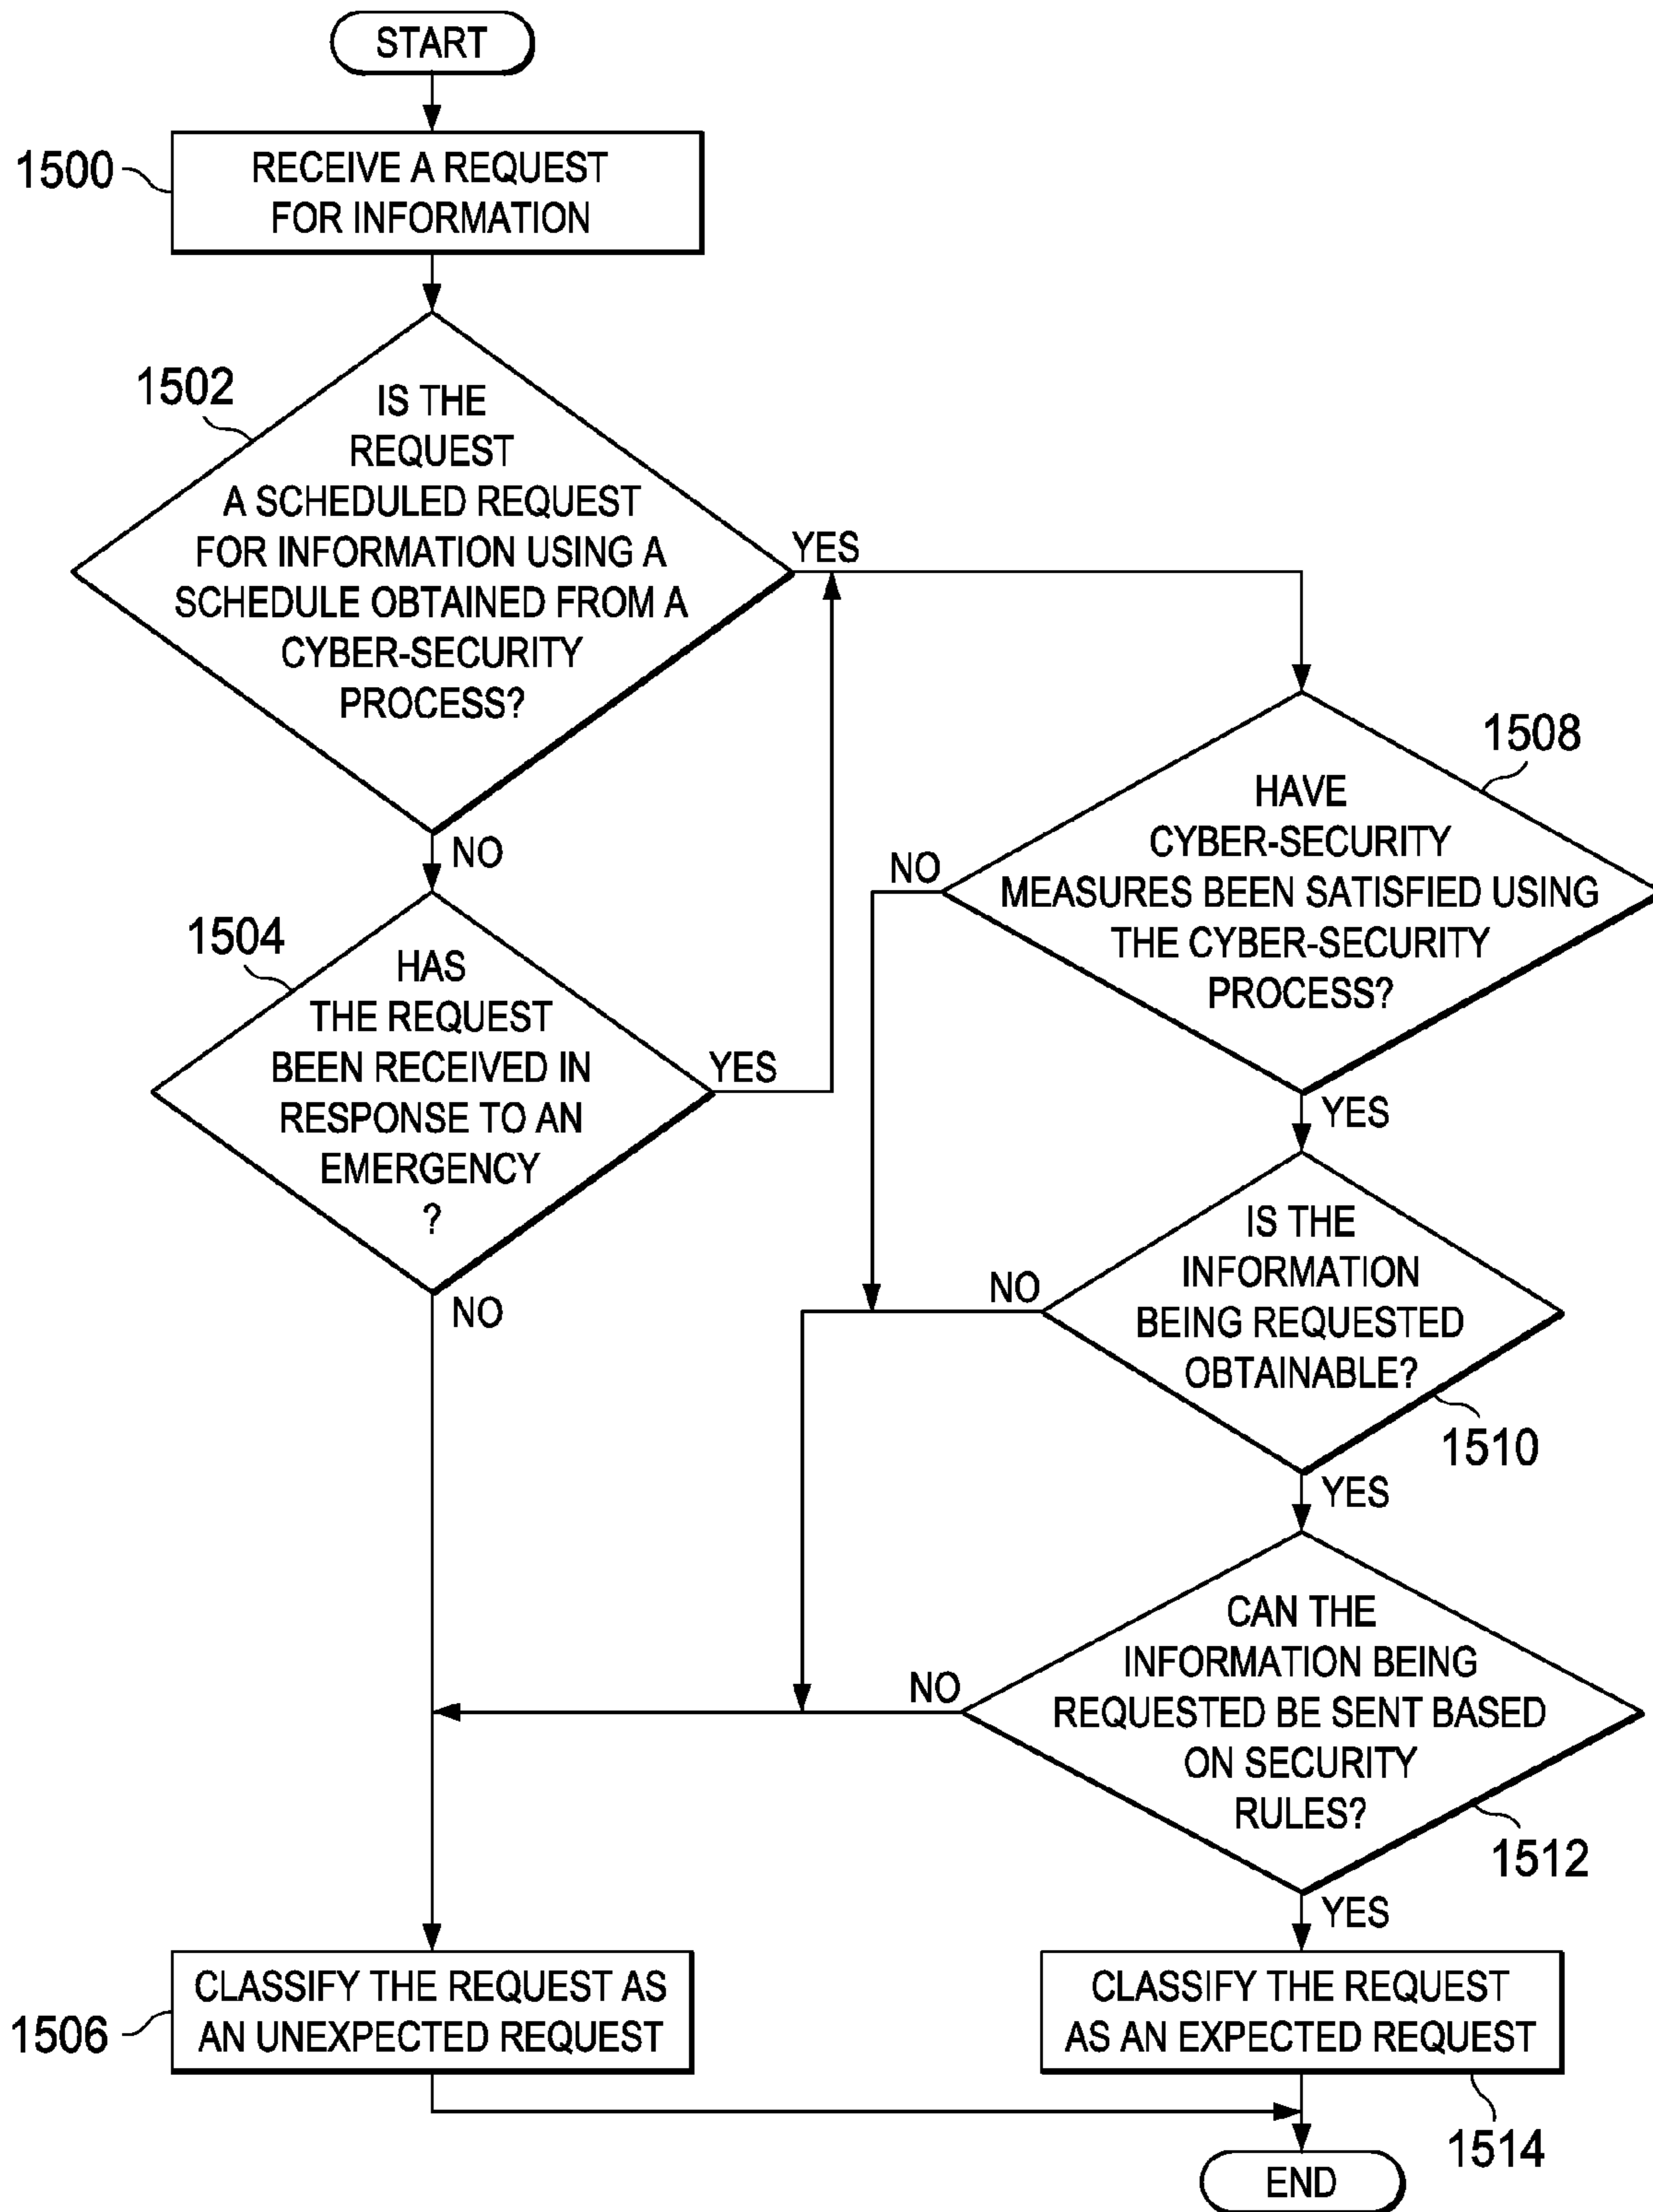 START
1500
RECEIVE A REQUEST
FOR INFORMATION
1502
IS THE
REQUEST
A SCHEDULED REQUEST
FOR INFORMATION USING A
SCHEDULE OBTAINED FROM A
CYBER-SECURITY
PROCESS?
YES
NO
1504
HAS
THE REQUEST
BEEN RECEIVED IN
RESPONSE TO AN
EMERGENCY
?
YES
NO
1508
HAVE
CYBER-SECURITY
MEASURES BEEN SATISFIED USING
THE CYBER-SECURITY
PROCESS?
NO
YES
IS THE
INFORMATION
BEING REQUESTED
OBTAINABLE?
NO
1510
YES
CAN THE
INFORMATION BEING
REQUESTED BE SENT BASED
ON SECURITY
RULES?
NO
1512
YES
1506
CLASSIFY THE REQUEST AS
AN UNEXPECTED REQUEST
CLASSIFY THE REQUEST
AS AN EXPECTED REQUEST
1514
END